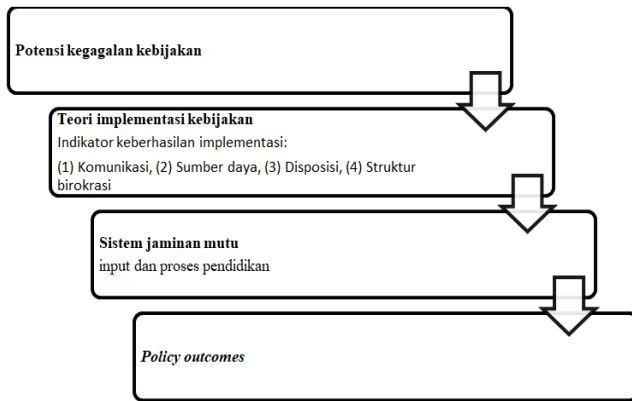 Potensi kegagalan kebijakan
Teori implementasi kebijakan
Indikator keberhasilan implementasi:
(1) Komunikasi, (2) Sumber daya, (3) Disposisi, (4) Struktur
birokrasi
Sistem jaminan mutu
input dan proses pendidikan
Policy outcomes